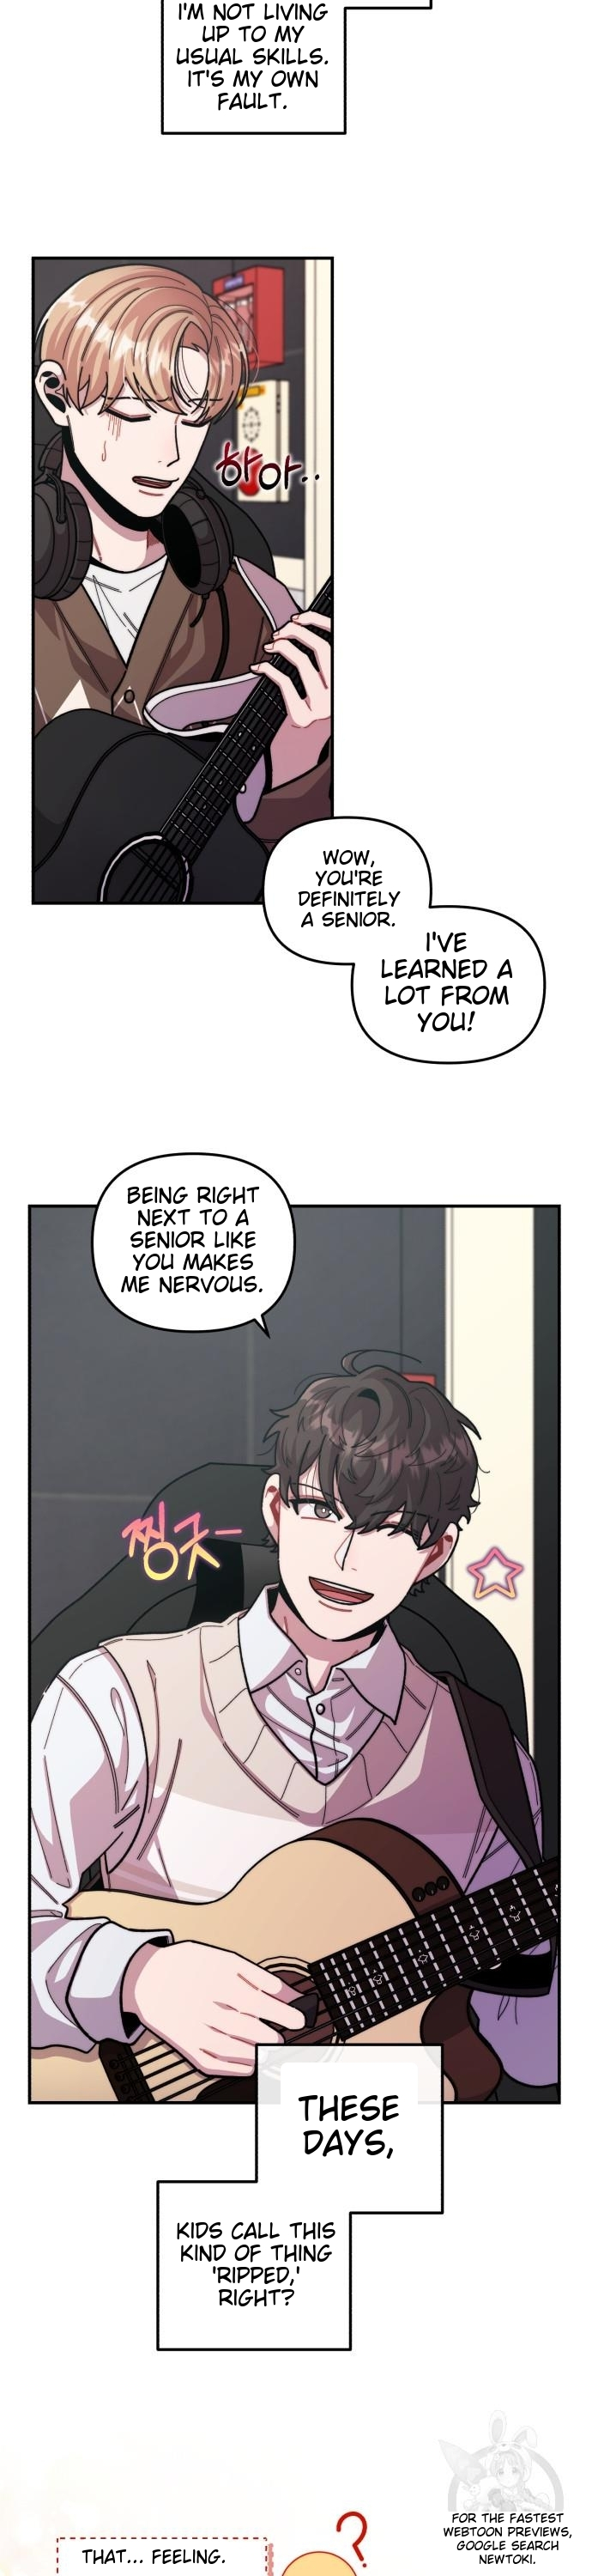 I'M NOT LIVING
UP TO MY
USUAL SKILLS.
IT'S MY OWN
FAULT.
하아..
WOW,
YOU'RE
DEFINITELY
A SENIOR.
I'VE
LEARNED A
LOT FROM
YOU!
BEING RIGHT
NEXT TO A
SENIOR LIKE
YOU MAKES
ME NERVOUS.
찡긋-
THESE
DAYS,
KIDS CALL THIS
KIND OF THING
'RIPPED,'
RIGHT?
FOR THE FASTEST
WEBTOON PREVIEWS,
GOOGLE SEARCH
NEWTOKI.
?
THAT... FEELING.